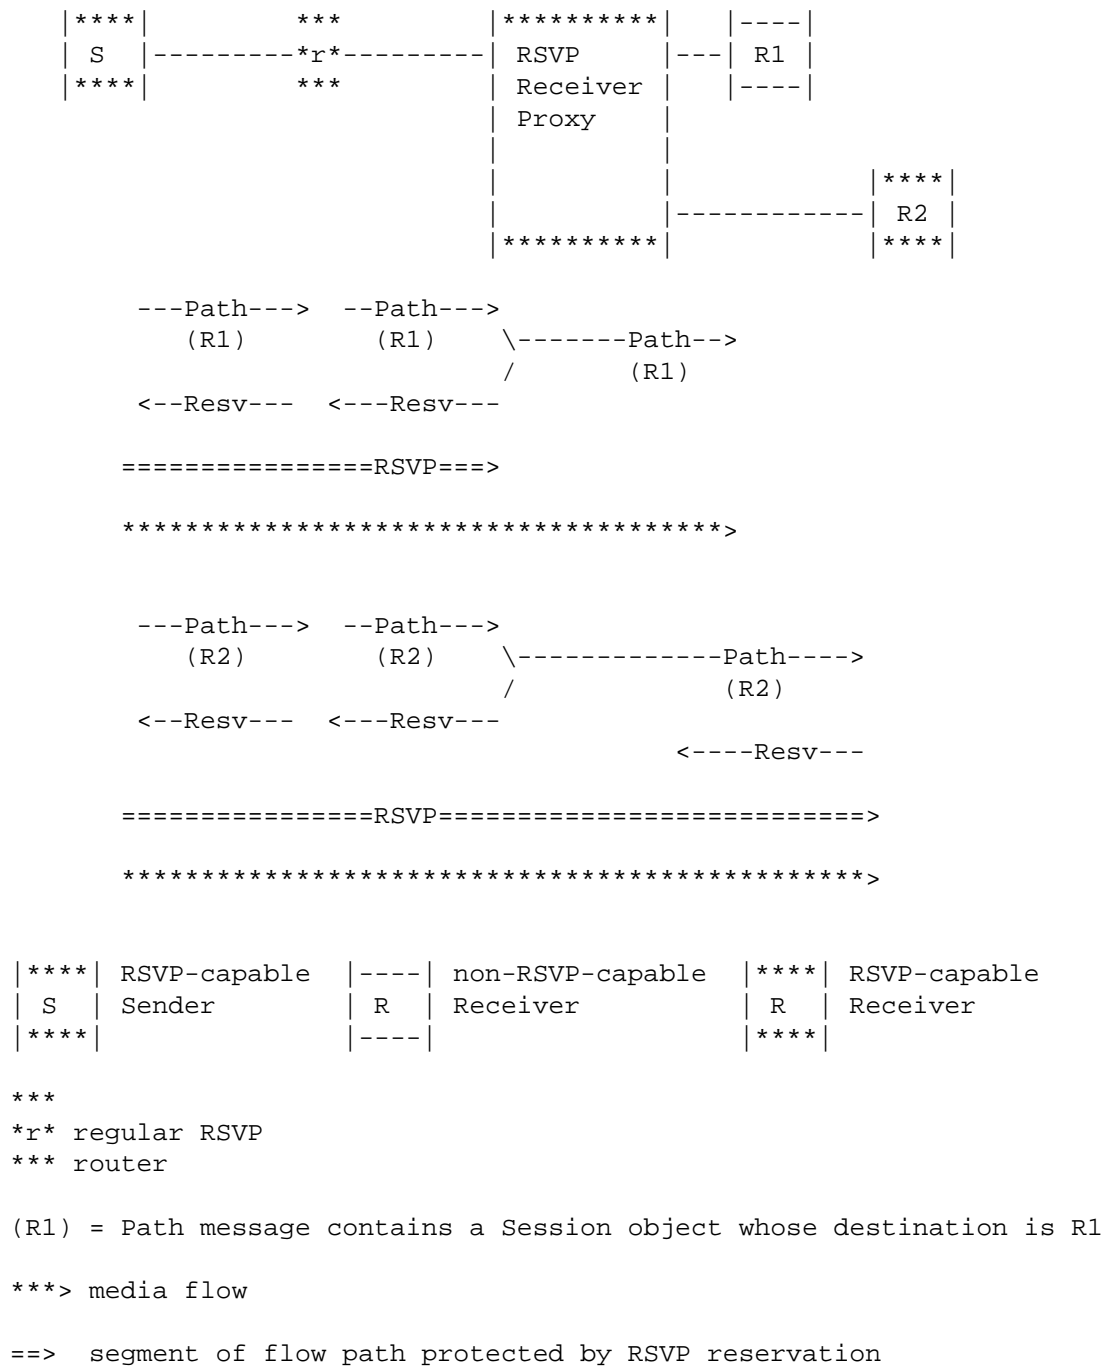 |****|         ***         |**********|   |----|
   | S  |---------*r*---------| RSVP     |---| R1 |
   |****|         ***         | Receiver |   |----|
                              | Proxy    |
                              |          |
                              |          |            |****|
                              |          |------------| R2 |
                              |**********|            |****|

        ---Path--->  --Path--->
           (R1)        (R1)    \-------Path-->
                               /       (R1)
        <--Resv---  <---Resv---

       ================RSVP===>

       **************************************>


        ---Path--->  --Path--->
           (R2)        (R2)    \-------------Path---->
                               /             (R2)
        <--Resv---  <---Resv---
                                          <----Resv---

       ================RSVP===========================>

       ***********************************************>


|****| RSVP-capable  |----| non-RSVP-capable  |****| RSVP-capable
| S  | Sender        | R  | Receiver          | R  | Receiver
|****|               |----|                   |****|

***
*r* regular RSVP
*** router

(R1) = Path message contains a Session object whose destination is R1

***> media flow

==>  segment of flow path protected by RSVP reservation